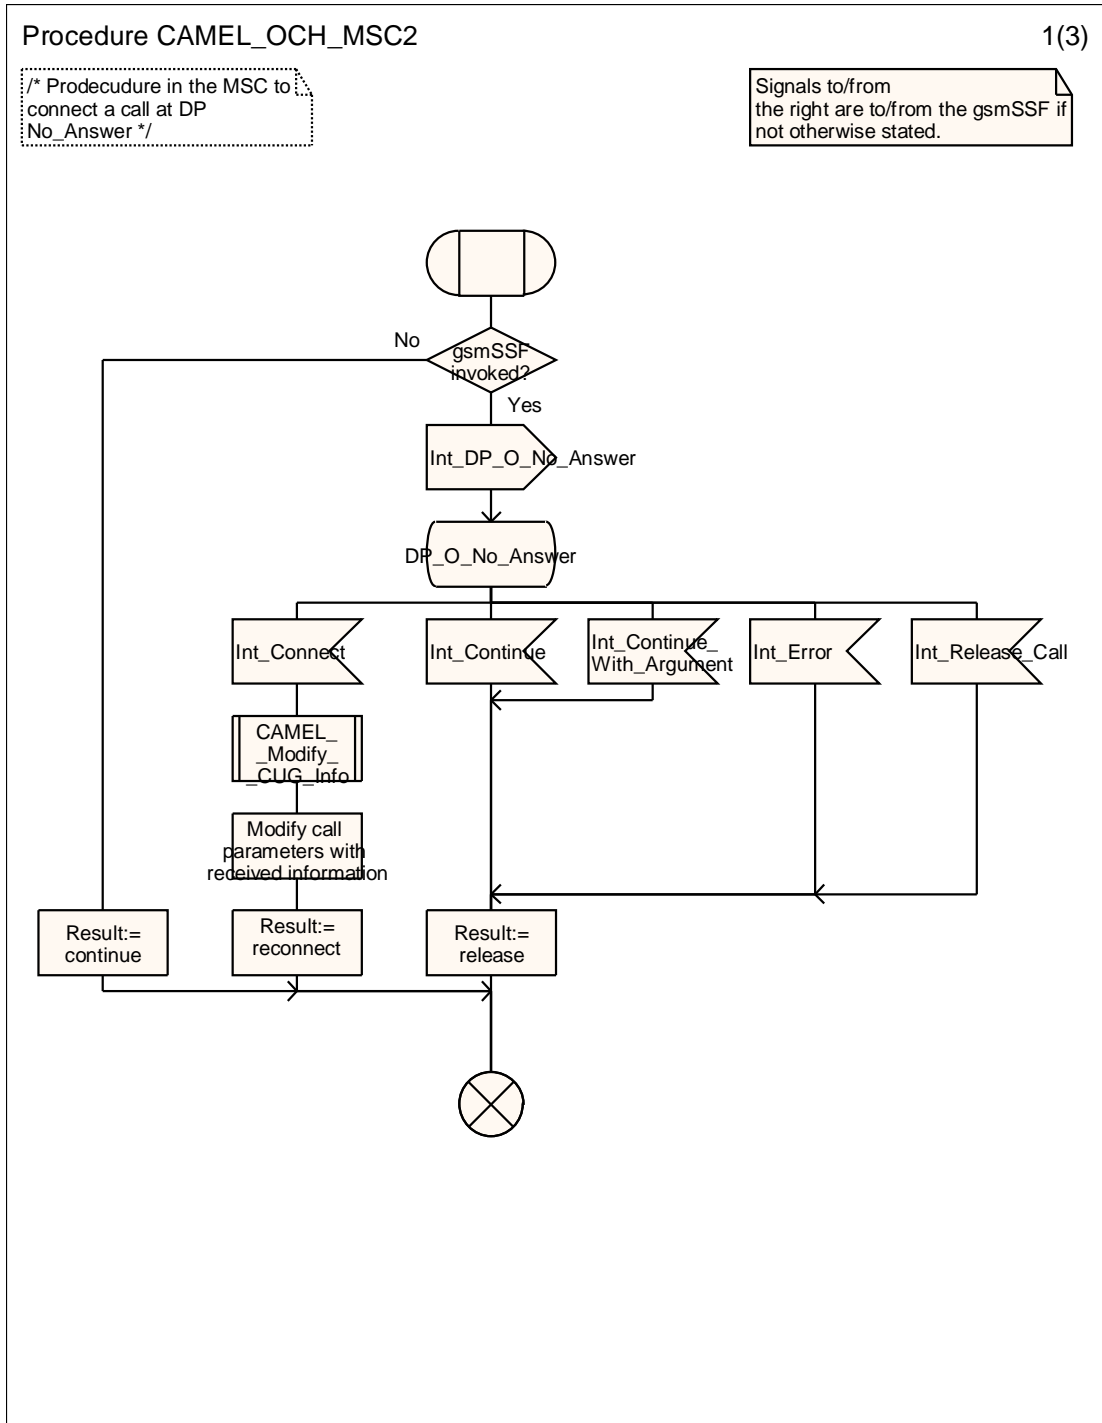 Procedure CAMEL_OCH_MSC2
1(3)
/* Prodecudure in the MSC to
connect a call at DP
No_Answer */
Signals to/from
the right are to/from the gsmSSF if
not otherwise stated.
No
gsmSSF
invoked?
Yes
Int_DP_O_No_Answer
DP_O_No_Answer
Int_Connect
Int_Continue
Int_Continue_
With_Argument
Int_Error
Int_Release_Call
CAMEL_
_Modify_
_CUG_Info
Modify call
parameters with
received information
Result:=
continue
Result:=
reconnect
Result:=
release